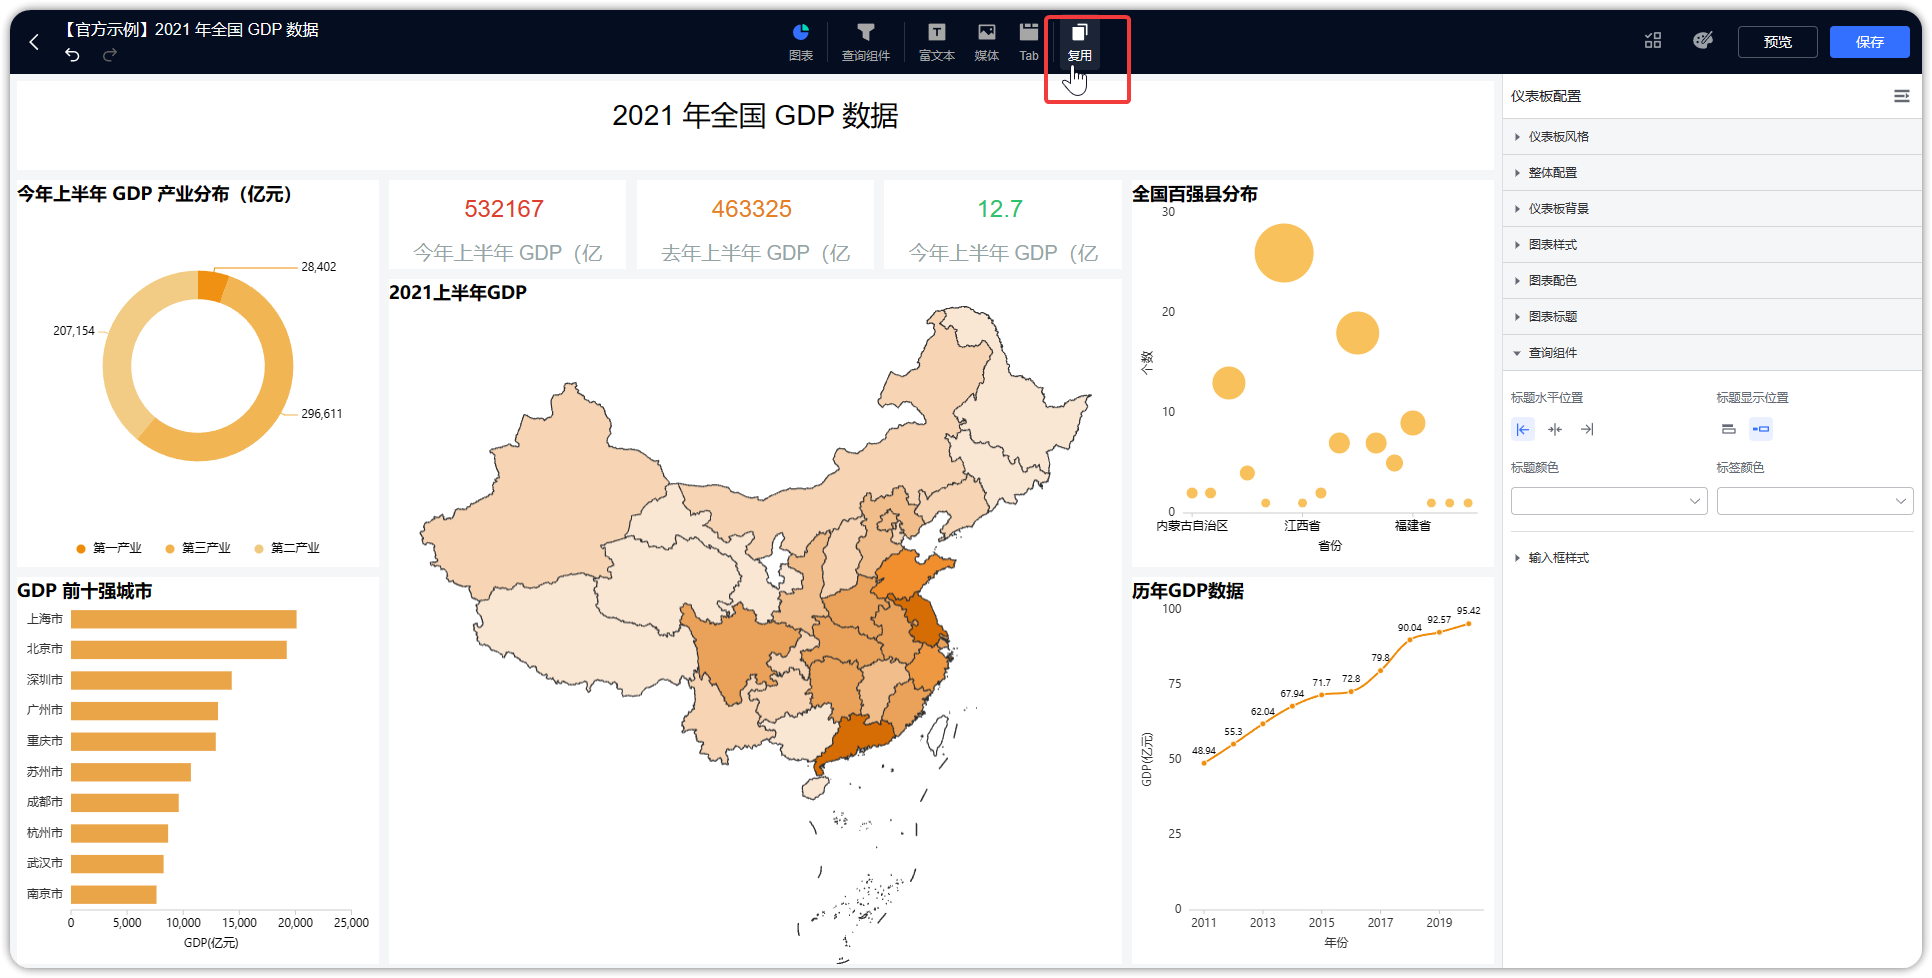 【官方示例】2021 年全国 GDP 数据
图表
查询组件
富文本
媒体
Tab
复用
预览
保存
2021 年全国 GDP 数据
今年上半年 GDP 产业分布（亿元）
28,402
207,154
296,611
第一产业
第三产业
第二产业
532167
今年上半年 GDP（亿
463325
去年上半年 GDP（亿
12.7
今年上半年 GDP（亿
2021上半年GDP
全国百强县分布
30
20
10
0
个数
内蒙古自治区
江西省
福建省
省份
GDP 前十强城市
上海市
北京市
深圳市
广州市
重庆市
苏州市
成都市
杭州市
武汉市
南京市
0
5,000
10,000
15,000
20,000
25,000
GDP(亿元)
历年GDP数据
100
75
50
25
0
GDP(亿元)
48.94
55.3
62.04
67.94
71.7
72.8
79.8
90.04
92.57
95.42
2011
2013
2015
2017
2019
年份
仪表板配置
仪表板风格
整体配置
仪表板背景
图表样式
图表配色
图表标题
查询组件
标题水平位置
标题显示位置
标题颜色
标签颜色
输入框样式